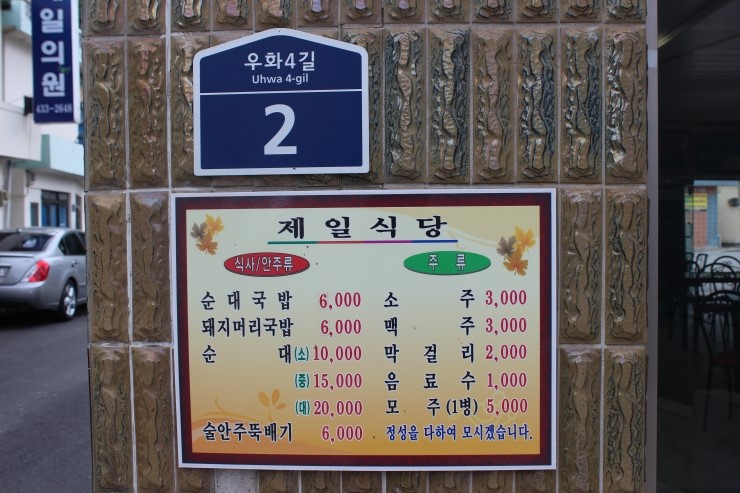 일의원
433-2648
우화4길
Uhwa 4-gil
2
제일식당
식사/안주류
순대국밥 6,000
돼지머리국밥 6,000
순대 (소) 10,000
(중) 15,000
(대) 20,000
술안주뚝배기 6,000
주류
소주 3,000
맥주 3,000
막걸리 2,000
음료수 1,000
모주(1병) 5,000
정성을 다하여 모시겠습니다.